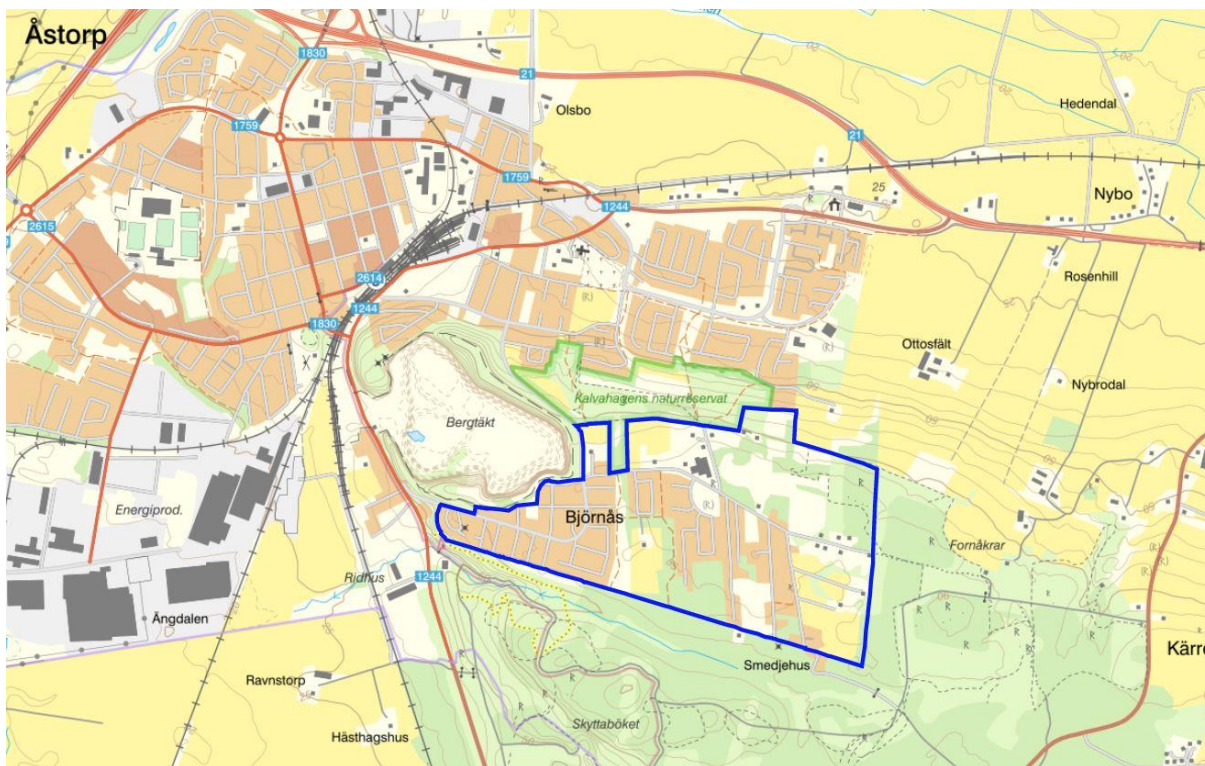 Åstorp
1830
21
Olsbo
Hedendal
1759
21
1759
25
Nybo
1244
2615
2614
Rosenhill
1244
1830
(R)
(R)
Ottosfält
Nybrodal
Kalvahagens naturreservat
Bergtäkt
(R)
Energiprod.
Björnås
(R)
Fornåkrar
Ridhus
1244
Ängdalen
Kärre
Smedjehus
Ravnstorp
Skyttaböket
Hästhagshus